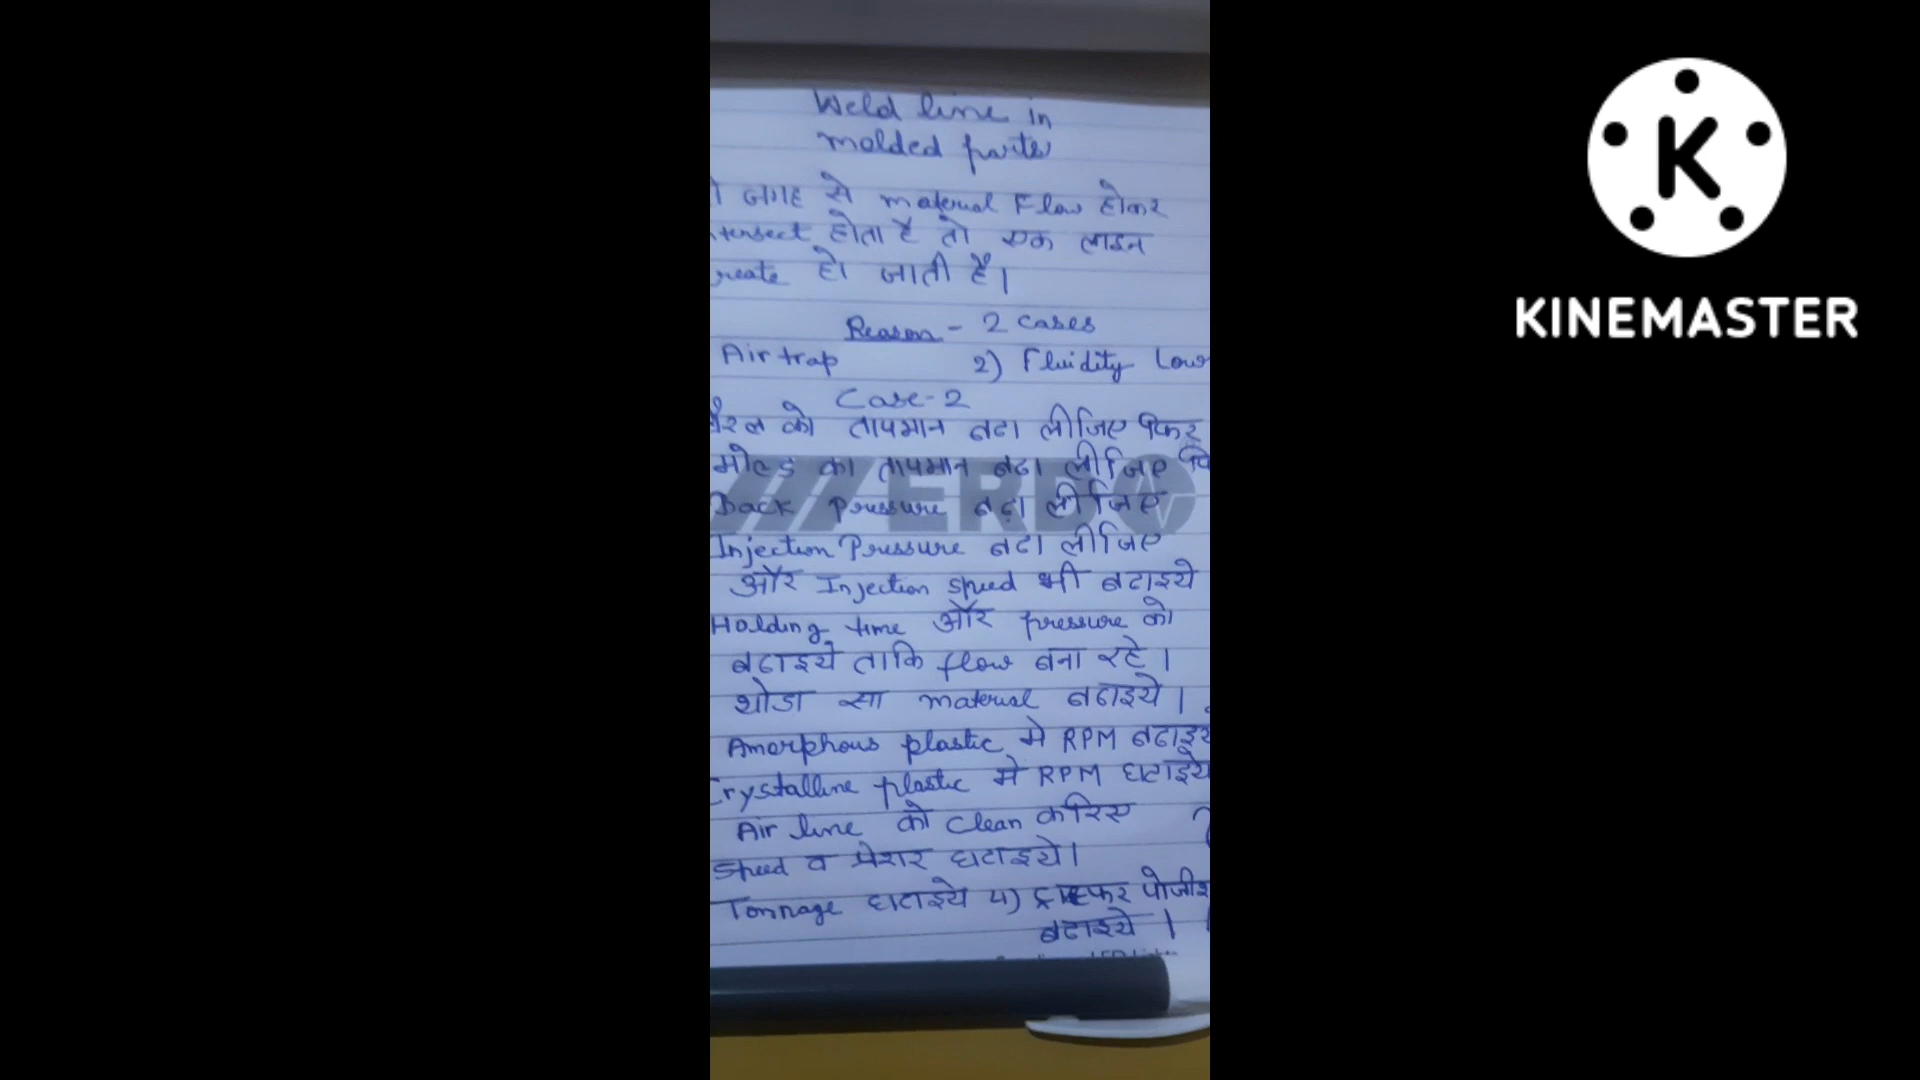 Weld line in
molded parts
जगह से material Flow होकर
ntersect होता है तो एक लाइन
reate हो जाती है।
Reason - 2 cases
Air trap 2) Fluidity Low
Case-2
बैरल को तापमान बढा लीजिए फिर
मोल्ड का तापमान बढा लीजिए
Back Pressure बढ़ा लीजिए
Injection Pressure बढा लीजिए
और Injection speed भी बढाइये
Holding time और pressure को
बढाइये ताकि flow बना रहे।
थोडा सा material बढाइये।
Amorphous plastic मे RPM बढाइये
Crystalline plastic मे RPM घटाइये
Air line को clean करिए
Speed व प्रेशर घटाइये।
Tonnage घटाइये 4) पोजीश
बढाइये।
K
KINEMASTER